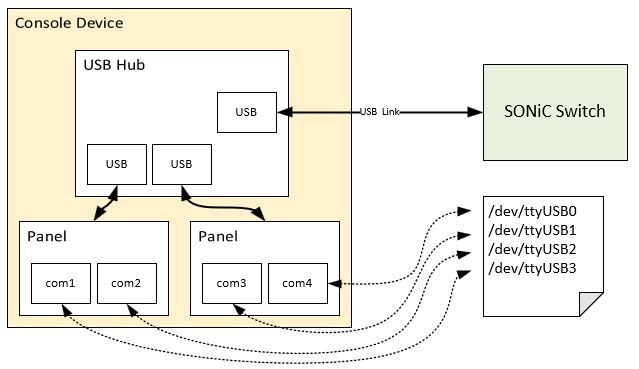 Console Device
USB Hub
USB
USB Link
SONiC Switch
USB
USB
Panel
Panel
com1
com2
com3
com4
/dev/ttyUSB0
/dev/ttyUSB1
/dev/ttyUSB2
/dev/ttyUSB3